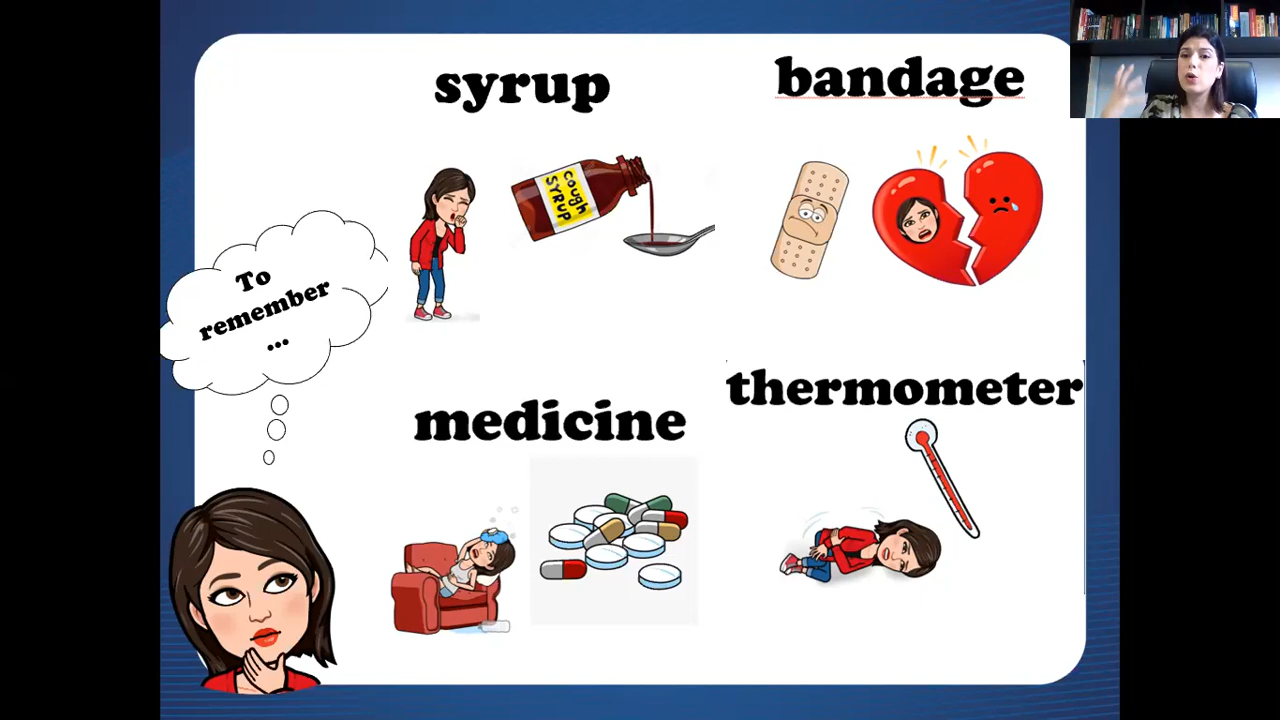 syrup
bandage
cough
SYRUP
To
remember
...
medicine
thermometer